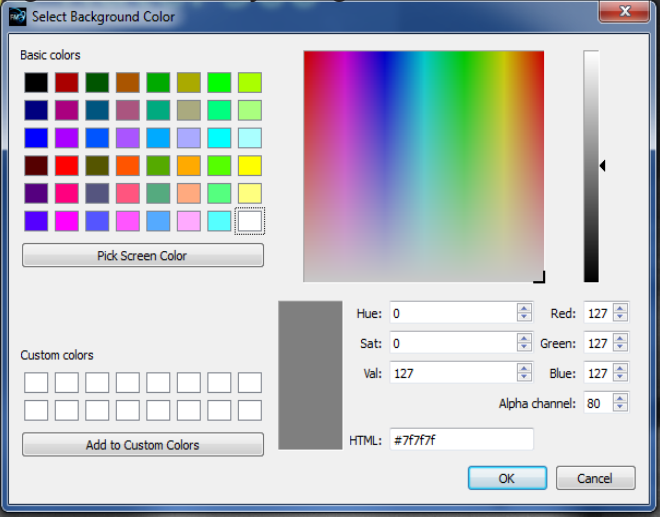 Select Background Color
Basic colors
Pick Screen Color
Hue: 0 Red: 127
Sat: 0 Green: 127
Val: 127 Blue: 127
Custom colors
Alpha channel: 80
Add to Custom Colors
HTML: #7f7f7f
OK Cancel